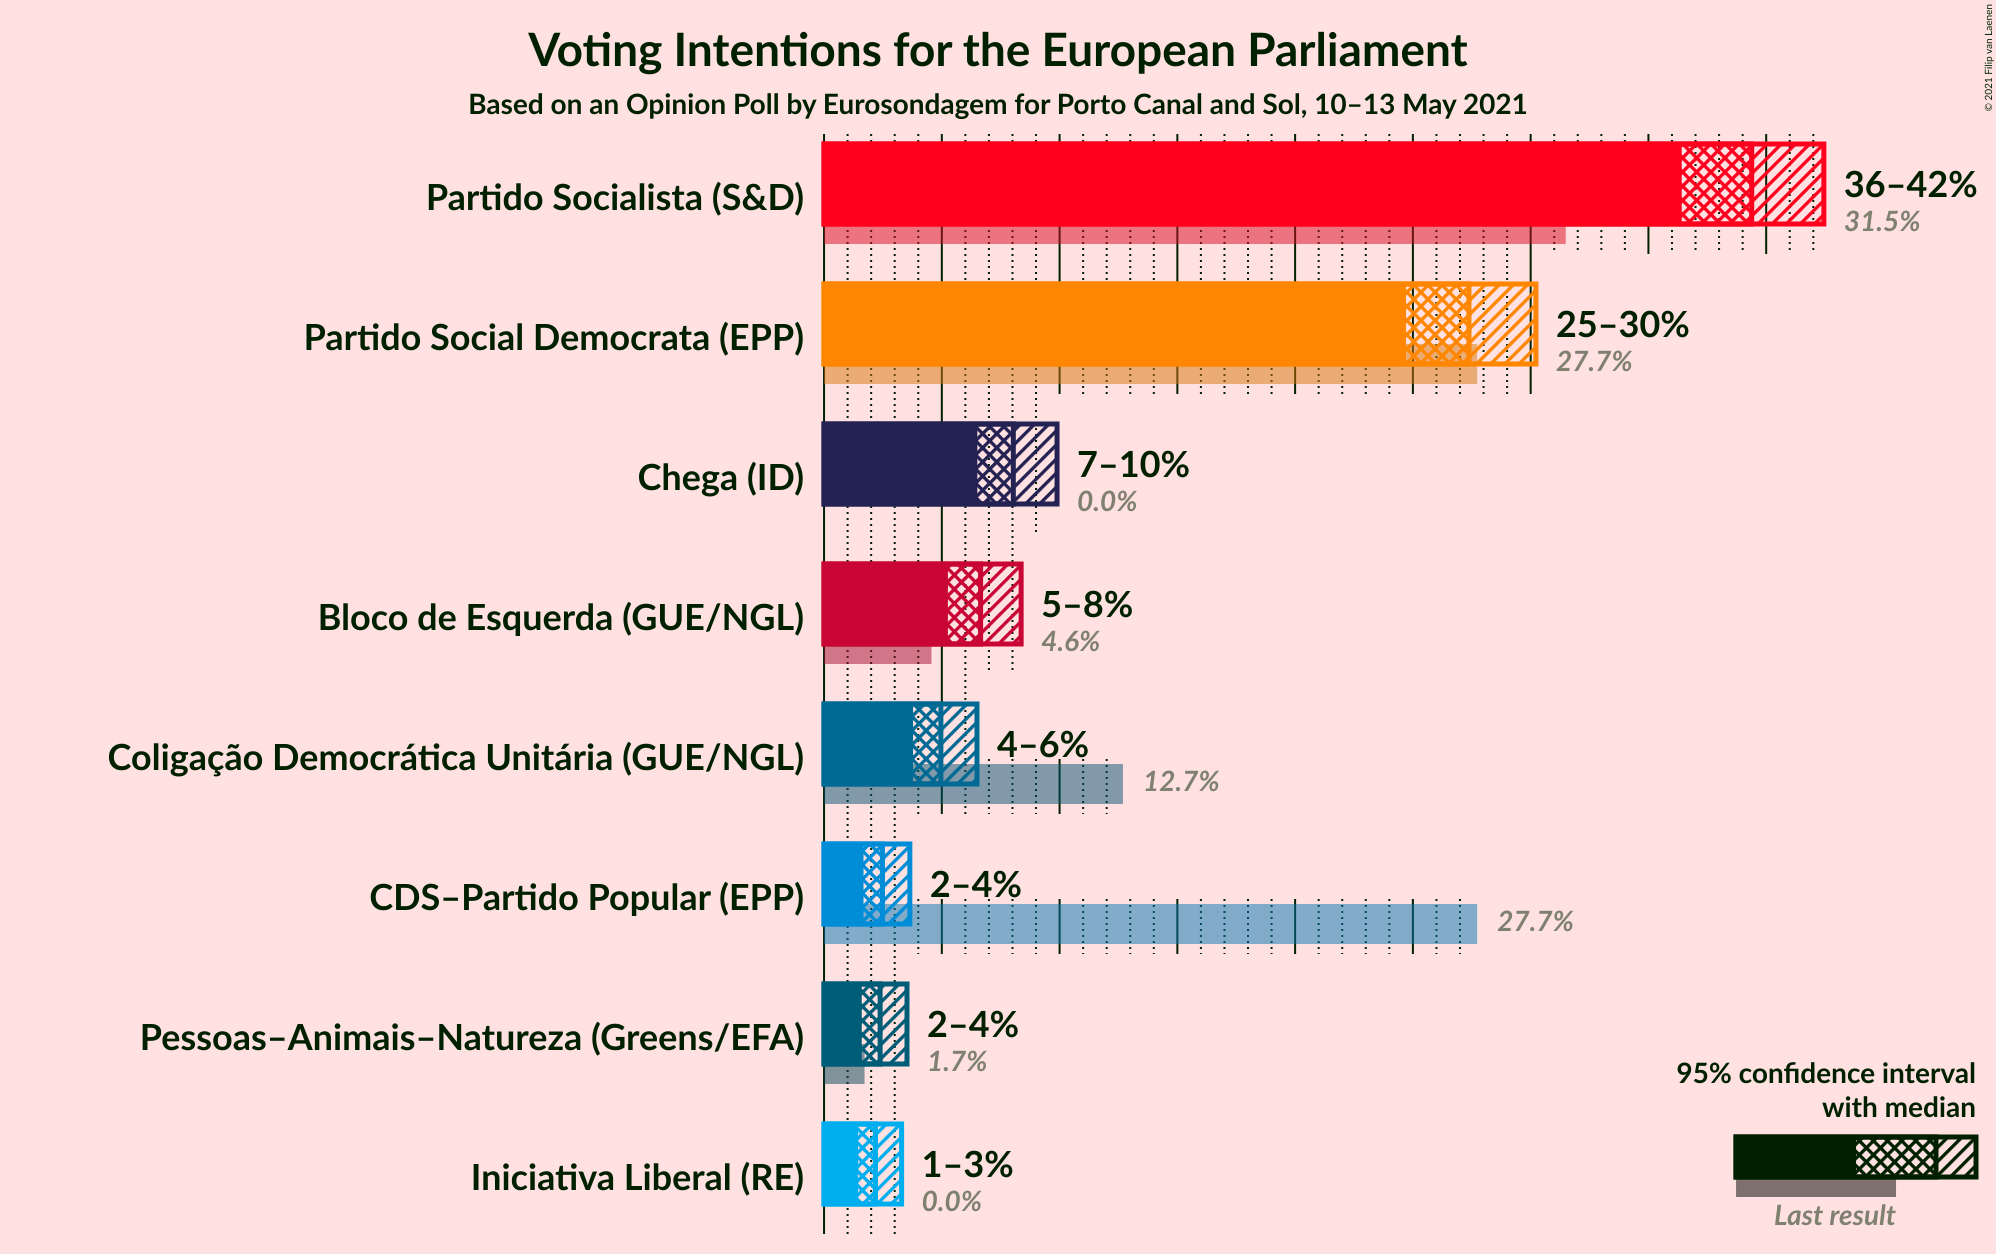 Voting Intentions for the European Parliament
Based on an Opinion Poll by Eurosondagem for Porto Canal and Sol, 10–13 May 2021
© 2021 Filip van Laenen
Partido Socialista (S&D)
36–42%
31.5%
Partido Social Democrata (EPP)
25–30%
27.7%
Chega (ID)
7–10%
0.0%
Bloco de Esquerda (GUE/NGL)
5–8%
4.6%
Coligação Democrática Unitária (GUE/NGL)
4–6%
12.7%
CDS–Partido Popular (EPP)
2–4%
27.7%
Pessoas–Animais–Natureza (Greens/EFA)
2–4%
1.7%
Iniciativa Liberal (RE)
1–3%
0.0%
95% confidence interval
with median
Last result